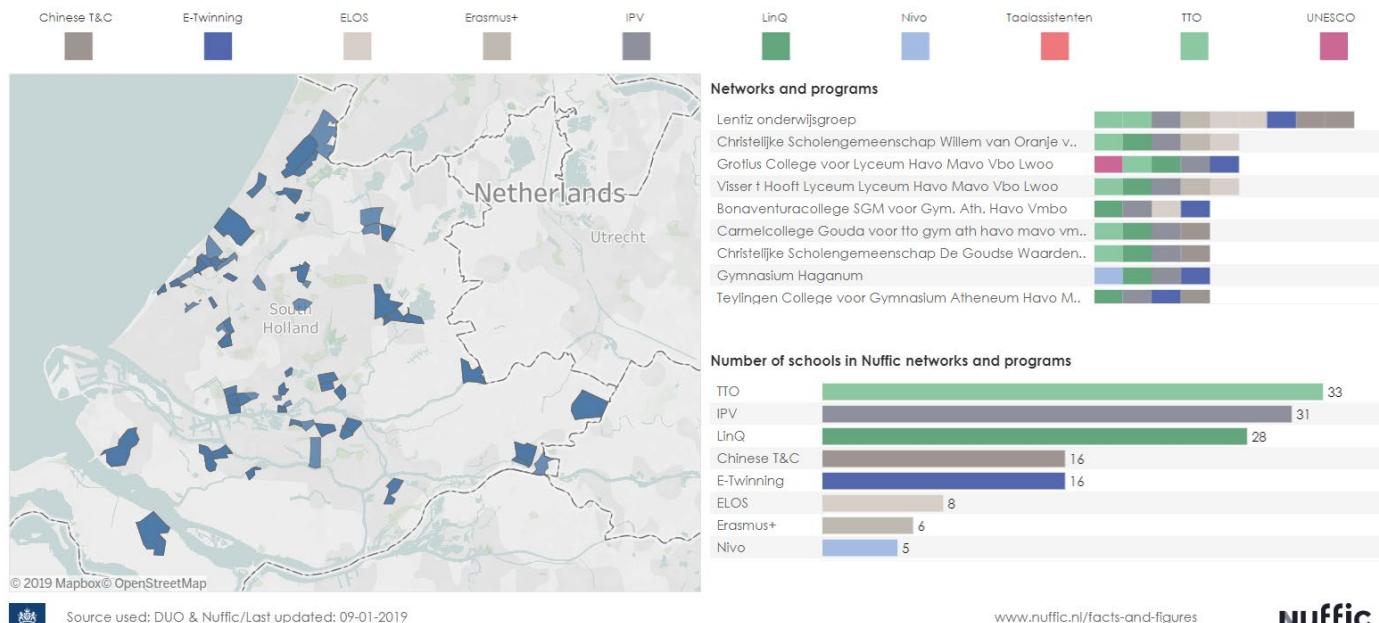 Chinese T&C E-Twinning ELOS Erasmus+ IPV LinQ Nivo Taalassistenten TTO UNESCO
Netherlands
Utrecht
South
Holland
© 2019 Mapbox© OpenStreetMap
Networks and programs
Lentiz onderwijsgroep
Christelijke Scholengemeenschap Willem van Oranje v..
Grotius College voor Lyceum Havo Mavo Vbo Lwoo
Visser t Hooft Lyceum Lyceum Havo Mavo Vbo Lwoo
Bonaventuracollege SGM voor Gym. Ath. Havo Vmbo
Carmelcollege Gouda voor tto gym ath havo mavo vm..
Christelijke Scholengemeenschap De Goudse Waarden..
Gymnasium Haganum
Teylingen College voor Gymnasium Atheneum Havo M..
Number of schools in Nuffic networks and programs
TTO 33
IPV 31
LinQ 28
Chinese T&C 16
E-Twinning 16
ELOS 8
Erasmus+ 6
Nivo 5
Source used: DUO & Nuffic/Last updated: 09-01-2019
www.nuffic.nl/facts-and-figures
nuffic